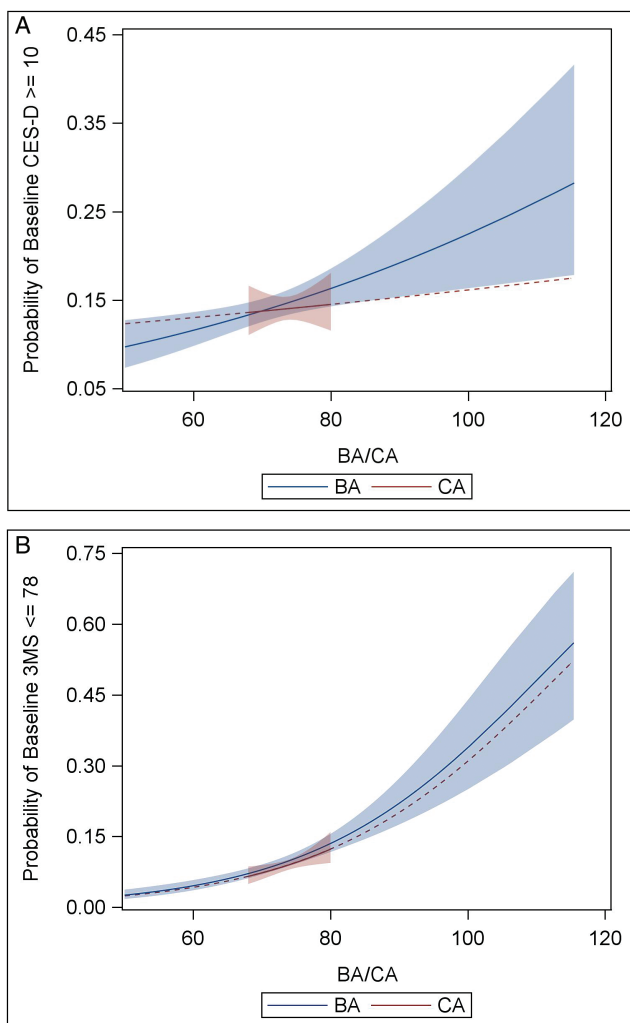 A
Probability of Baseline CES-D >= 10
0.45
0.35
0.25
0.15
0.05
60 80 100 120
BA/CA
BA CA
B
Probability of Baseline 3MS <= 78
0.75
0.60
0.45
0.30
0.15
0.00
60 80 100 120
BA/CA
BA CA